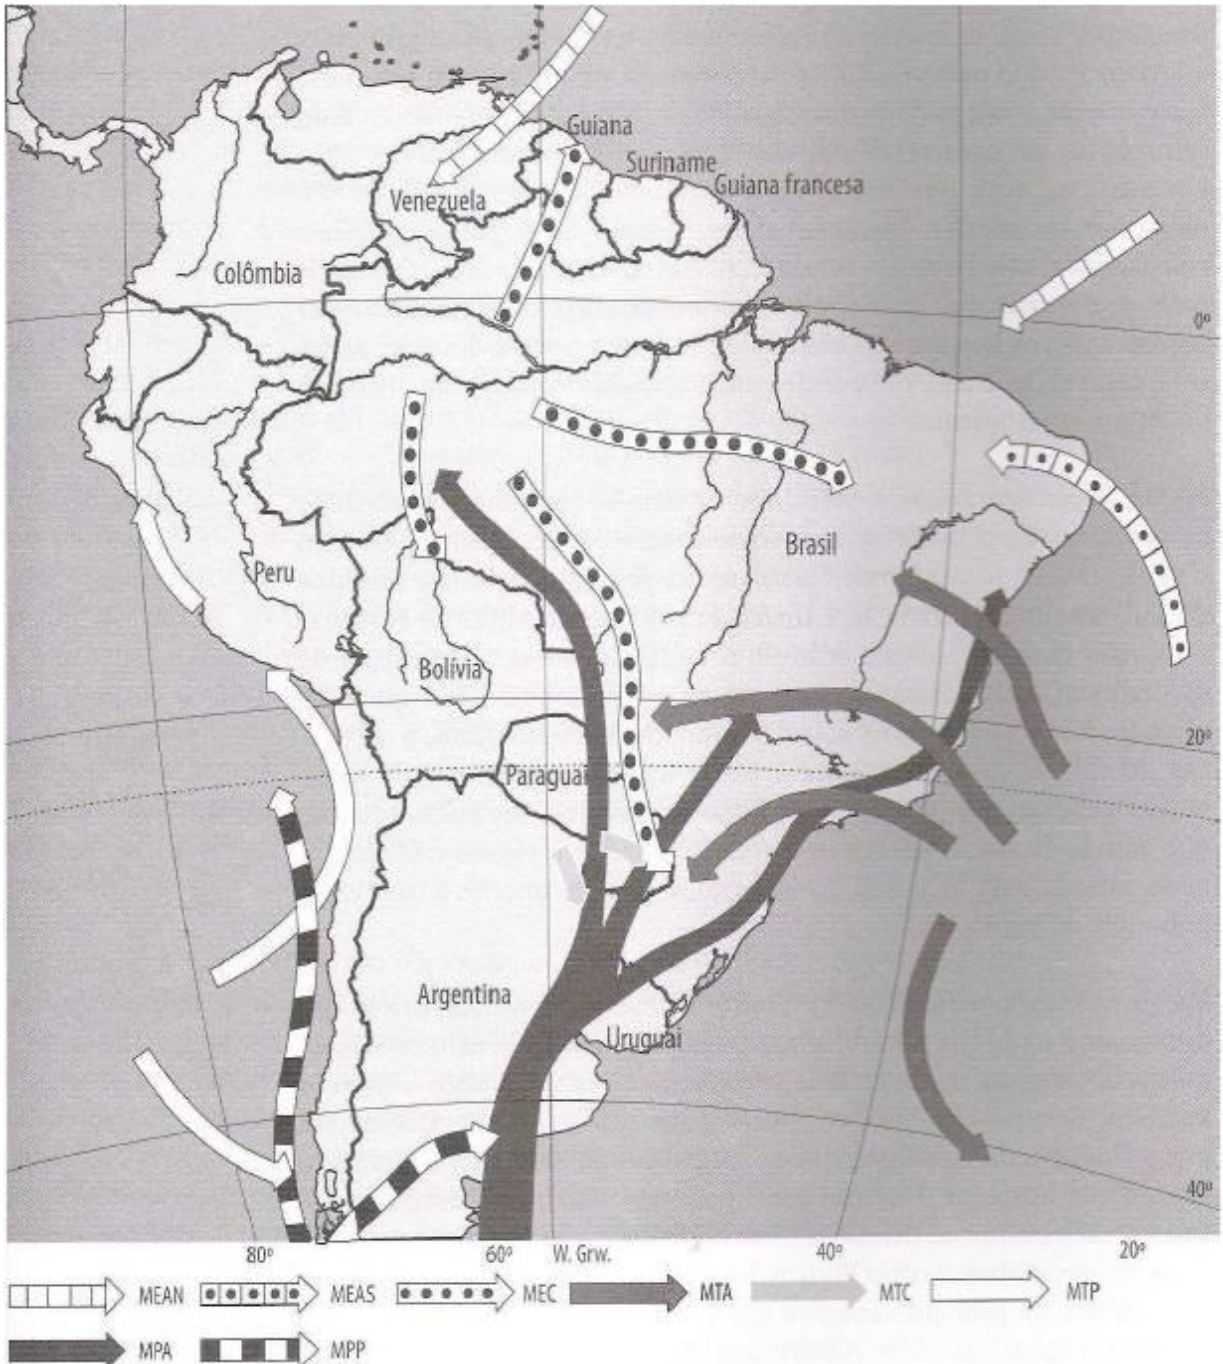 Guiana
Suriname
Guiana francesa
Venezuela
Colômbia
0º
Brasil
Peru
Bolívia
20º
Paraguai
Argentina
Uruguai
40º
80º 60º W. Grw. 40º 20º
MEAN MEAS MEC MTA MTC MTP
MPA MPP